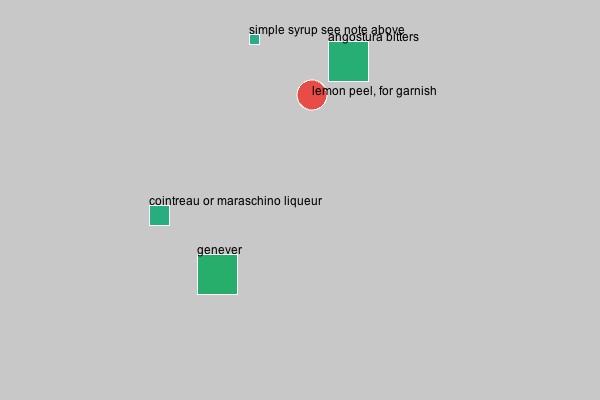 simple syrup see note above
angostura bitters
lemon peel, for garnish
cointreau or maraschino liqueur
genever